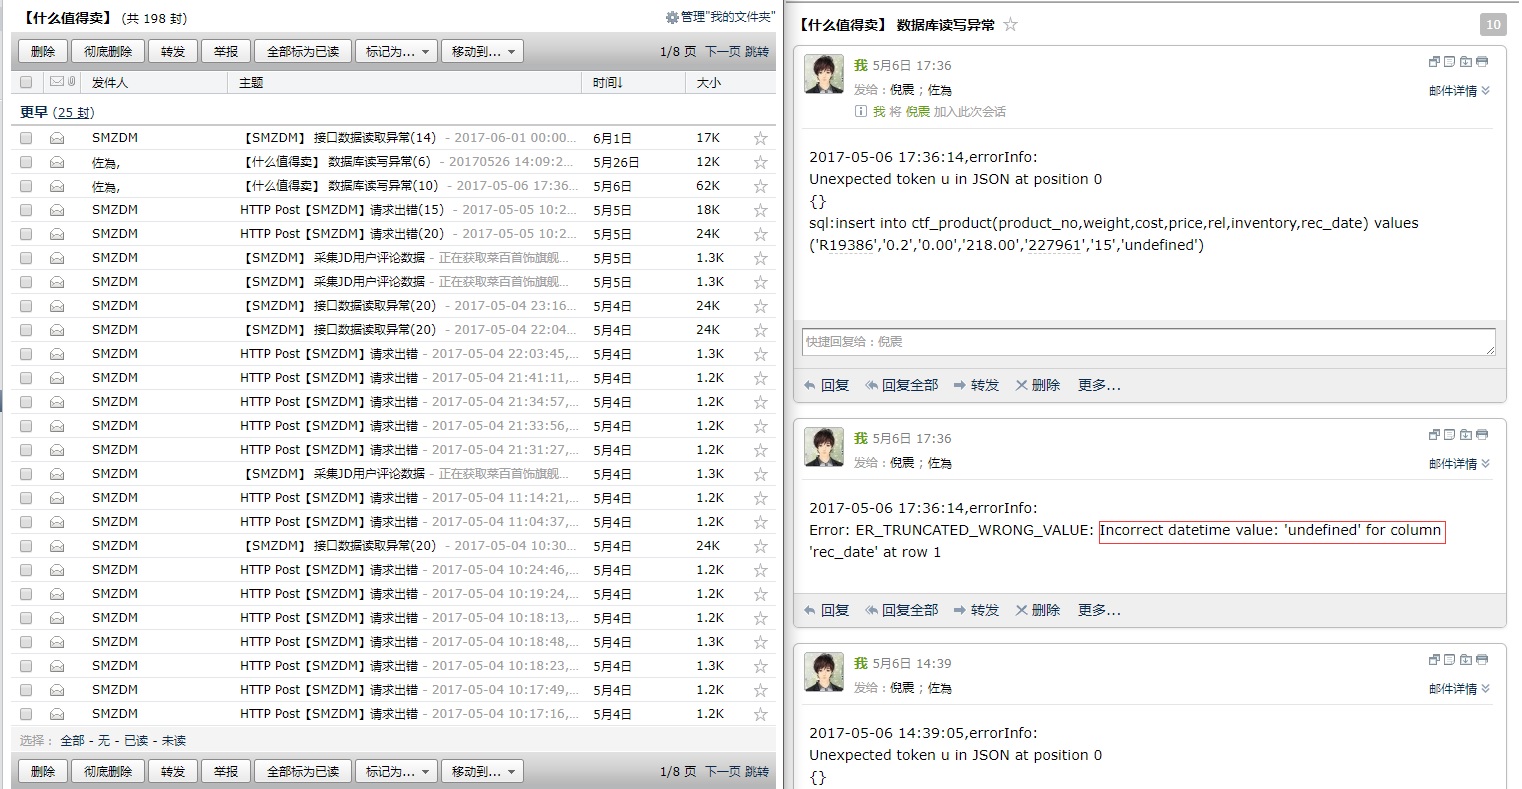 【什么值得卖】 (共 198 封)
管理"我的文件夹"
删除 彻底删除 转发 举报 全部标为已读 标记为... 移动到... 1/8 页 下一页 跳转
发件人 主题 时间↓ 大小
更早 (25 封)
SMZDM 【SMZDM】 接口数据读取异常(14) - 2017-06-01 00:00... 6月1日 17K
佐為, 【什么值得卖】 数据库读写异常(6) - 20170526 14:09:2... 5月26日 12K
佐為, 【什么值得卖】 数据库读写异常(10) - 2017-05-06 17:36... 5月6日 62K
SMZDM HTTP Post【SMZDM】请求出错(15) - 2017-05-05 10:2... 5月5日 18K
SMZDM HTTP Post【SMZDM】请求出错(20) - 2017-05-05 10:2... 5月5日 24K
SMZDM 【SMZDM】 采集JD用户评论数据 - 正在获取菜百首饰旗舰... 5月5日 1.3K
SMZDM 【SMZDM】 采集JD用户评论数据 - 正在获取菜百首饰旗舰... 5月5日 1.3K
SMZDM 【SMZDM】 接口数据读取异常(20) - 2017-05-04 23:16... 5月4日 24K
SMZDM 【SMZDM】 接口数据读取异常(20) - 2017-05-04 22:04... 5月4日 24K
SMZDM HTTP Post【SMZDM】请求出错 - 2017-05-04 22:03:45,... 5月4日 1.3K
SMZDM HTTP Post【SMZDM】请求出错 - 2017-05-04 21:41:11,... 5月4日 1.2K
SMZDM HTTP Post【SMZDM】请求出错 - 2017-05-04 21:34:57,... 5月4日 1.2K
SMZDM HTTP Post【SMZDM】请求出错 - 2017-05-04 21:33:56,... 5月4日 1.2K
SMZDM HTTP Post【SMZDM】请求出错 - 2017-05-04 21:31:27,... 5月4日 1.2K
SMZDM 【SMZDM】 采集JD用户评论数据 - 正在获取菜百首饰旗舰... 5月4日 1.3K
SMZDM HTTP Post【SMZDM】请求出错 - 2017-05-04 11:14:21,... 5月4日 1.2K
SMZDM HTTP Post【SMZDM】请求出错 - 2017-05-04 11:04:37,... 5月4日 1.2K
SMZDM 【SMZDM】 接口数据读取异常(20) - 2017-05-04 10:30... 5月4日 24K
SMZDM HTTP Post【SMZDM】请求出错 - 2017-05-04 10:24:46,... 5月4日 1.2K
SMZDM HTTP Post【SMZDM】请求出错 - 2017-05-04 10:19:24,... 5月4日 1.2K
SMZDM HTTP Post【SMZDM】请求出错 - 2017-05-04 10:18:13,... 5月4日 1.2K
SMZDM HTTP Post【SMZDM】请求出错 - 2017-05-04 10:18:48,... 5月4日 1.3K
SMZDM HTTP Post【SMZDM】请求出错 - 2017-05-04 10:18:23,... 5月4日 1.3K
SMZDM HTTP Post【SMZDM】请求出错 - 2017-05-04 10:17:49,... 5月4日 1.2K
SMZDM HTTP Post【SMZDM】请求出错 - 2017-05-04 10:17:16,... 5月4日 1.2K
选择： 全部 - 无 - 已读 - 未读
删除 彻底删除 转发 举报 全部标为已读 标记为... 移动到... 1/8 页 下一页 跳转
【什么值得卖】 数据库读写异常 10
我 5月6日 17:36
发给：倪震；佐為 邮件详情
我 将 倪震 加入此次会话
2017-05-06 17:36:14,errorInfo:
Unexpected token u in JSON at position 0
{}
sql:insert into ctf_product(product_no,weight,cost,price,rel,inventory,rec_date) values
('R19386','0.2','0.00','218.00','227961','15','undefined')
快捷回复给：倪震
回复 回复全部 转发 删除 更多...
我 5月6日 17:36
发给：倪震；佐為 邮件详情
2017-05-06 17:36:14,errorInfo:
Error: ER_TRUNCATED_WRONG_VALUE: Incorrect datetime value: 'undefined' for column
'rec_date' at row 1
回复 回复全部 转发 删除 更多...
我 5月6日 14:39
发给：倪震；佐為 邮件详情
2017-05-06 14:39:05,errorInfo:
Unexpected token u in JSON at position 0
{}